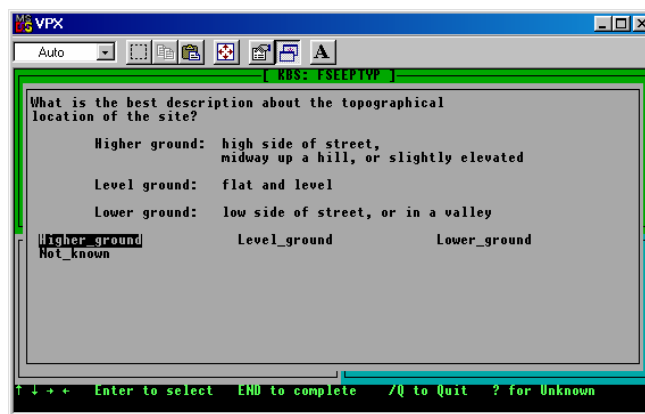 VPX
Auto
A
[ KBS: FSEEPTYP ]
What is the best description about the topographical
location of the site?
Higher ground: high side of street,
midway up a hill, or slightly elevated
Level ground: flat and level
Lower ground: low side of street, or in a valley
Higher_ground Level_ground Lower_ground
Not_known
↑ ↓ → ← Enter to select END to complete /Q to Quit ? for Unknown